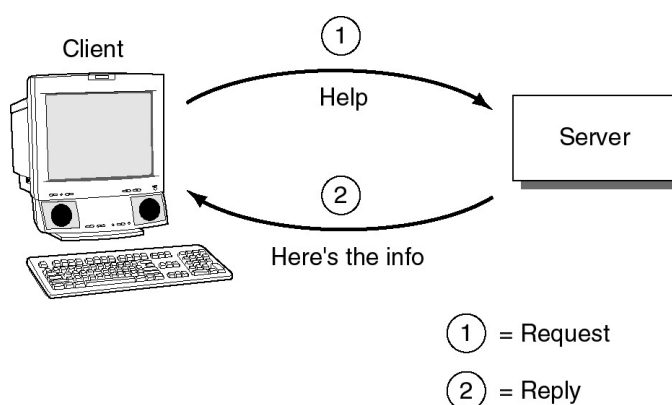 1
Client
Help
Server
2
Here's the info
1 = Request
2 = Reply